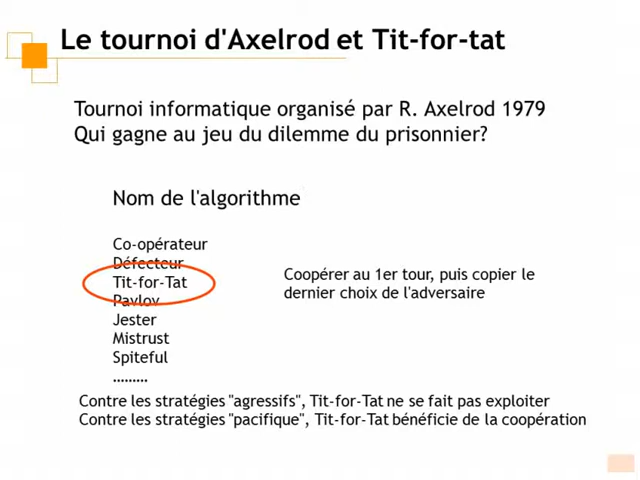 Le tournoi d'Axelrod et Tit-for-tat
Tournoi informatique organisé par R. Axelrod 1979
Qui gagne au jeu du dilemme du prisonnier?
Nom de l'algorithme
Co-opérateur
Défecteur
Tit-for-Tat
Pavlov
Jester
Mistrust
Spiteful
.........
Coopérer au 1er tour, puis copier le
dernier choix de l'adversaire
Contre les stratégies "agressifs", Tit-for-Tat ne se fait pas exploiter
Contre les stratégies "pacifique", Tit-for-Tat bénéficie de la coopération